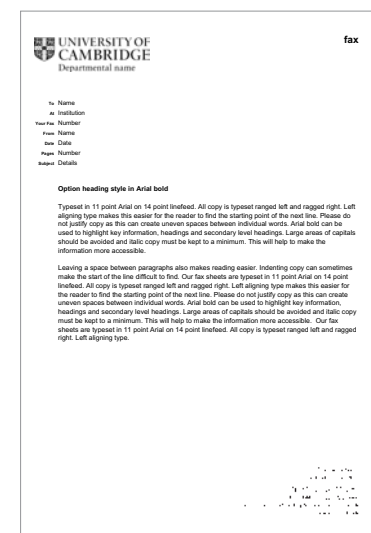 UNIVERSITY OF
CAMBRIDGE
Departmental name
fax
To Name
At Institution
Your Fax Number
From Name
Date Date
Pages Number
Subject Details
Option heading style in Arial bold
Typeset in 11 point Arial on 14 point linefeed. All copy is typeset ranged left and ragged right. Left
aligning type makes this easier for the reader to find the starting point of the next line. Please do
not justify copy as this can create uneven spaces between individual words. Arial bold can be
used to highlight key information, headings and secondary level headings. Large areas of capitals
should be avoided and italic copy must be kept to a minimum. This will help to make the
information more accessible.
Leaving a space between paragraphs also makes reading easier. Indenting copy can sometimes
make the start of the line difficult to find. Our fax sheets are typeset in 11 point Arial on 14 point
linefeed. All copy is typeset ranged left and ragged right. Left aligning type makes this easier for
the reader to find the starting point of the next line. Please do not justify copy as this can create
uneven spaces between individual words. Arial bold can be used to highlight key information,
headings and secondary level headings. Large areas of capitals should be avoided and italic copy
must be kept to a minimum. This will help to make the information more accessible. Our fax
sheets are typeset in 11 point Arial on 14 point linefeed. All copy is typeset ranged left and ragged
right. Left aligning type.